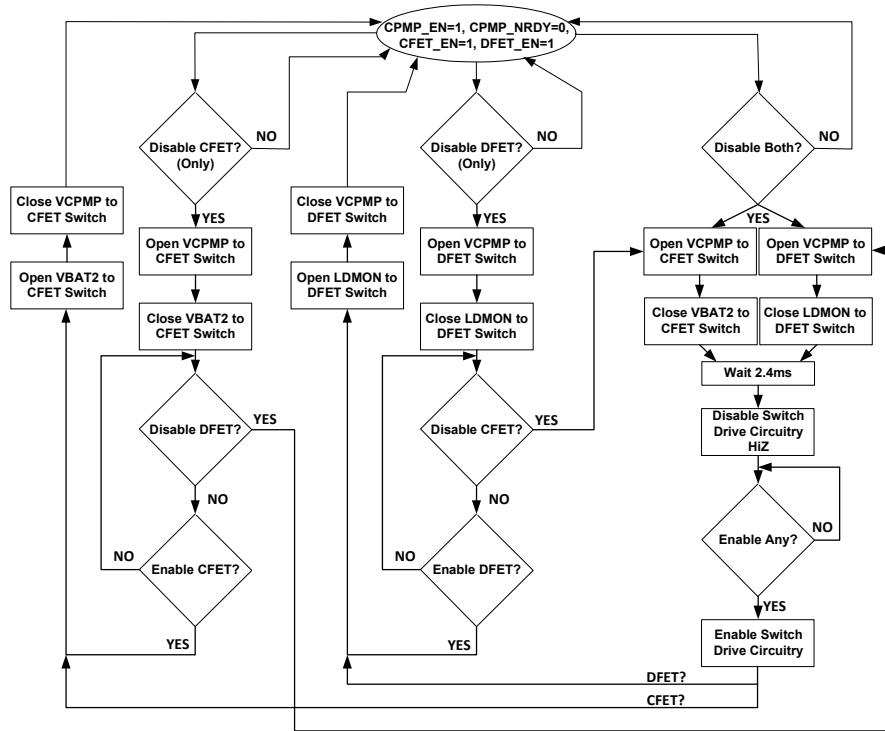 CPMP_EN=1, CPMP_NRDY=0,
CFET_EN=1, DFET_EN=1
Disable CFET?
(Only)
NO
YES
Close VCPMP to
CFET Switch
Open VBAT2 to
CFET Switch
Open VCPMP to
CFET Switch
Close VBAT2 to
CFET Switch
Disable DFET?
YES
NO
Enable CFET?
NO
YES
Disable DFET?
(Only)
NO
YES
Close VCPMP to
DFET Switch
Open LDMON to
DFET Switch
Open VCPMP to
DFET Switch
Close LDMON to
DFET Switch
Disable CFET?
YES
NO
Enable DFET?
NO
YES
Disable Both?
NO
YES
Open VCPMP to
CFET Switch
Open VCPMP to
DFET Switch
Close VBAT2 to
CFET Switch
Close LDMON to
DFET Switch
Wait 2.4ms
Disable Switch
Drive Circuitry
HiZ
Enable Any?
NO
YES
Enable Switch
Drive Circuitry
DFET?
CFET?